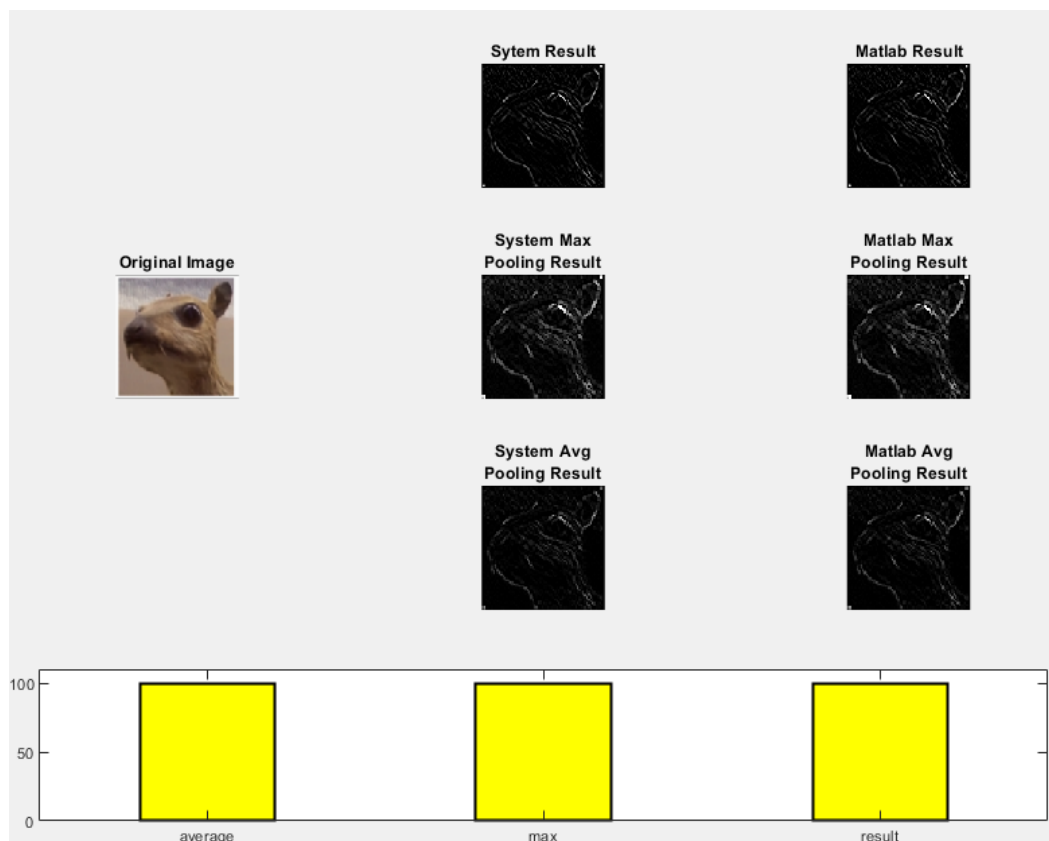 Sytem Result
Matlab Result
Original Image
System Max
Pooling Result
Matlab Max
Pooling Result
System Avg
Pooling Result
Matlab Avg
Pooling Result
100
50
0
average
max
result